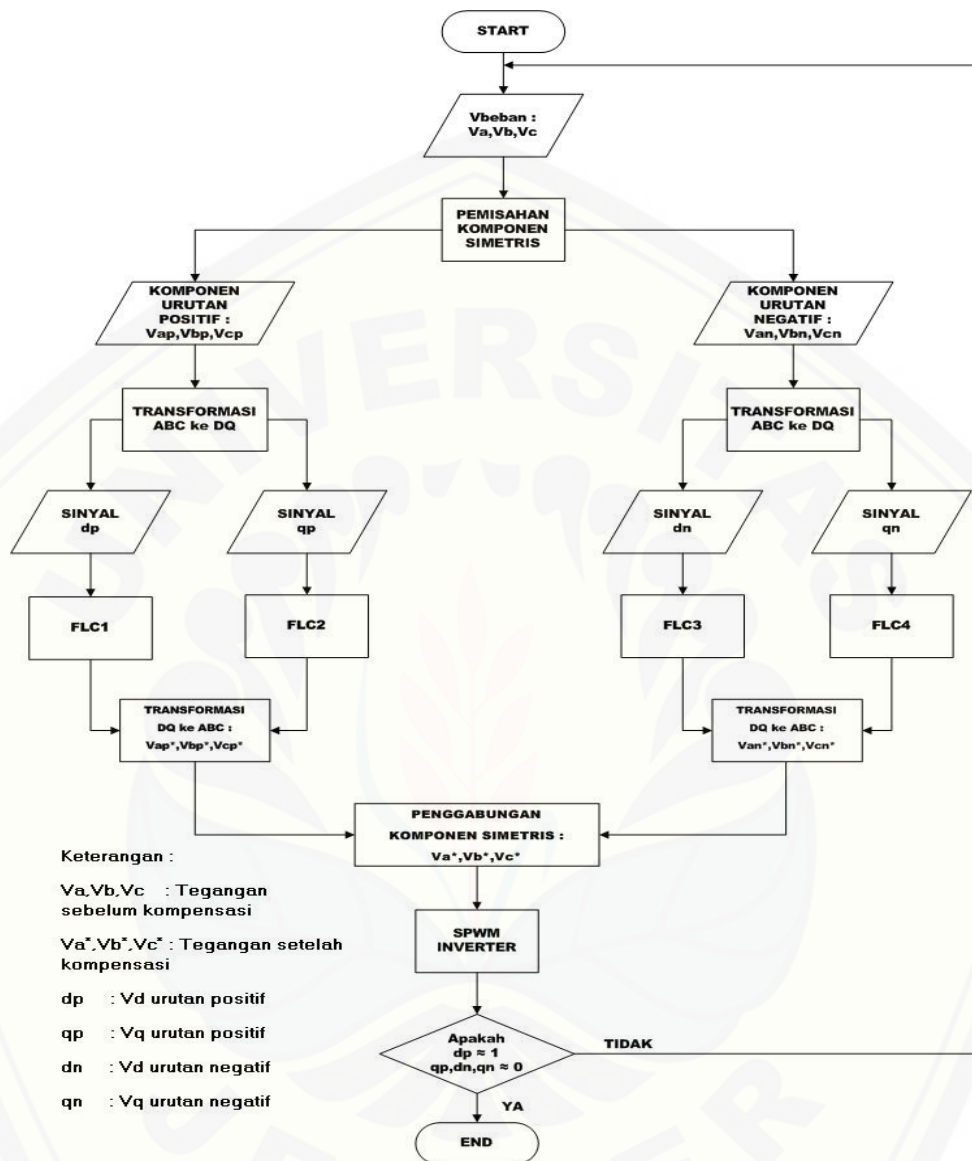 START
Vbeban :
Va,Vb,Vc
PEMISAHAN
KOMPONEN
SIMETRIS
KOMPONEN
URUTAN
POSITIF :
Vap,Vbp,Vcp
KOMPONEN
URUTAN
NEGATIF :
Van,Vbn,Vcn
TRANSFORMASI
ABC ke DQ
TRANSFORMASI
ABC ke DQ
SINYAL
dp
SINYAL
qp
SINYAL
dn
SINYAL
qn
FLC1
FLC2
FLC3
FLC4
TRANSFORMASI
DQ ke ABC :
Vap*,Vbp*,Vcp*
TRANSFORMASI
DQ ke ABC :
Van*,Vbn*,Vcn*
PENGGABUNGAN
KOMPONEN SIMETRIS :
Va*,Vb*,Vc*
SPWM
INVERTER
Apakah
dp ≈ 1
qp,dn,qn ≈ 0
TIDAK
YA
END
Keterangan :
Va,Vb,Vc : Tegangan
sebelum kompensasi
Va*,Vb*,Vc* : Tegangan setelah
kompensasi
dp : Vd urutan positif
qp : Vq urutan positif
dn : Vd urutan negatif
qn : Vq urutan negatif
UNIVERSITAS